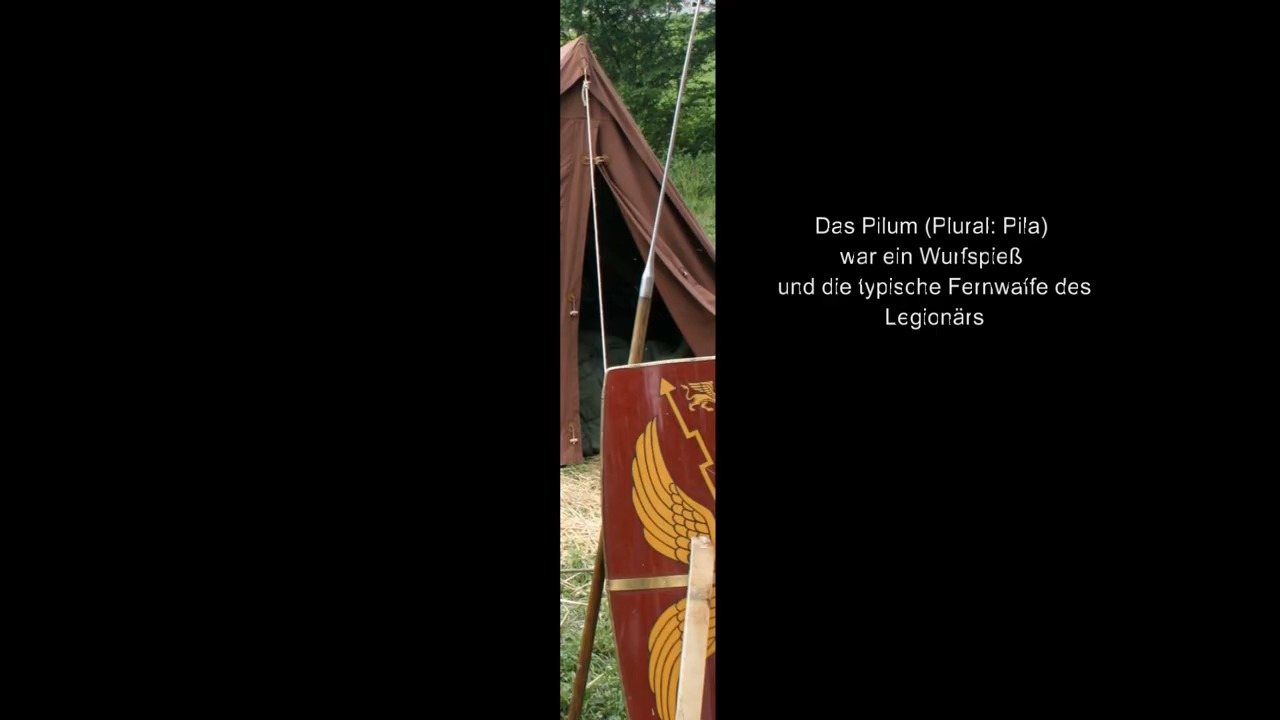 Das Pilum (Plural: Pila)
war ein Wurfspieß
und die typische Fernwaffe des
Legionärs